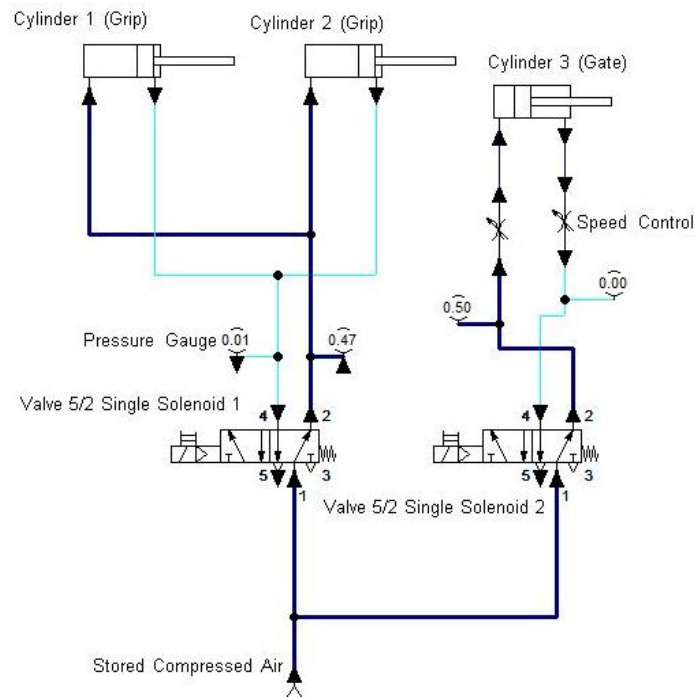 Cylinder 1 (Grip)
Cylinder 2 (Grip)
Cylinder 3 (Gate)
Speed Control
0.00
0.50
Pressure Gauge
0.01
0.47
Valve 5/2 Single Solenoid 1
4
2
4
2
5
3
5
3
1
1
Valve 5/2 Single Solenoid 2
Stored Compressed Air